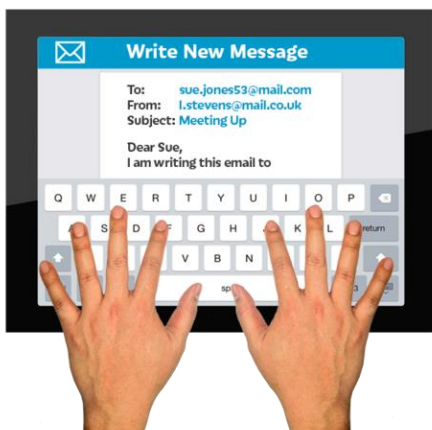 Write New Message
To: sue.jones53@mail.com
From: l.stevens@mail.co.uk
Subject: Meeting Up
Dear Sue,
I am writing this email to
Q W E R T Y U I O P
S D G H K L return
V B N